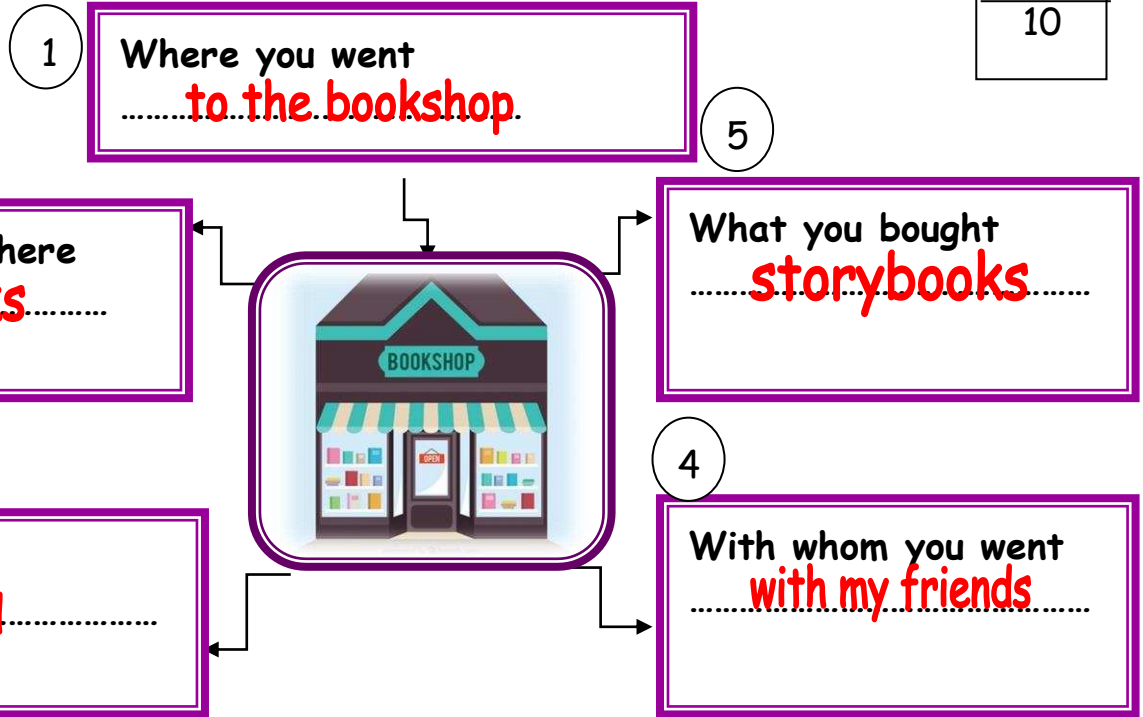 10
1
Where you went
to the bookshop
5
What you bought
storybooks
BOOKSHOP
OPEN
4
With whom you went
with my friends